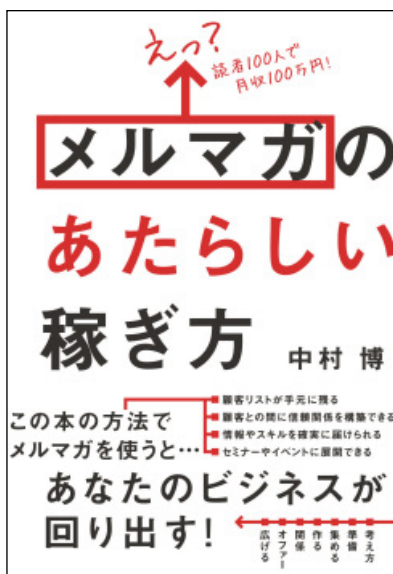 えっ?
読者100人で
月収100万円!
メルマガの
あたらしい
稼ぎ方
中村 博
この本の方法で
メルマガを使うと…
顧客リストが手元に残る
顧客との間に信頼関係を構築できる
情報やスキルを確実に届けられる
セミナーやイベントに展開できる
あなたのビジネスが
回り出す!
考え方
準備
集める
作る
関係
オファー
広げる